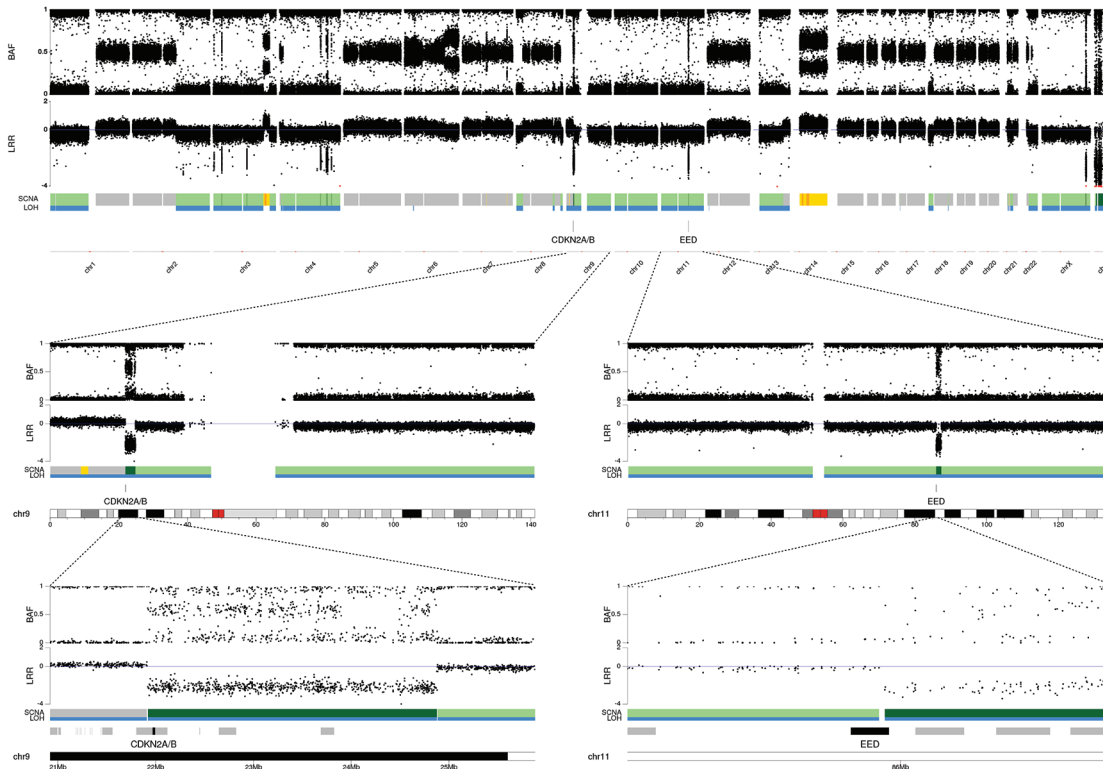 BAF
1
0.5
0
LRR
2
0
-4
SCNA
LOH
CDKN2A/B
EED
chr1
chr2
chr3
chr4
chr5
chr6
chr7
chr8
chr9
chr10
chr11
chr12
chr13
chr14
chr15
chr16
chr17
chr18
chr19
chr20
chr21
chr22
chrX
BAF
1
0.5
0
LRR
2
0
-4
SCNA
LOH
CDKN2A/B
chr9
0 20 40 60 80 100 120 140
BAF
1
0.5
0
LRR
2
0
-4
SCNA
LOH
EED
chr11
0 20 40 60 80 100 120
BAF
1
0.5
0
LRR
2
0
-4
SCNA
LOH
CDKN2A/B
chr9
21Mb 22Mb 23Mb 24Mb 25Mb
BAF
1
0.5
0
LRR
2
0
-4
SCNA
LOH
EED
chr11
86Mb